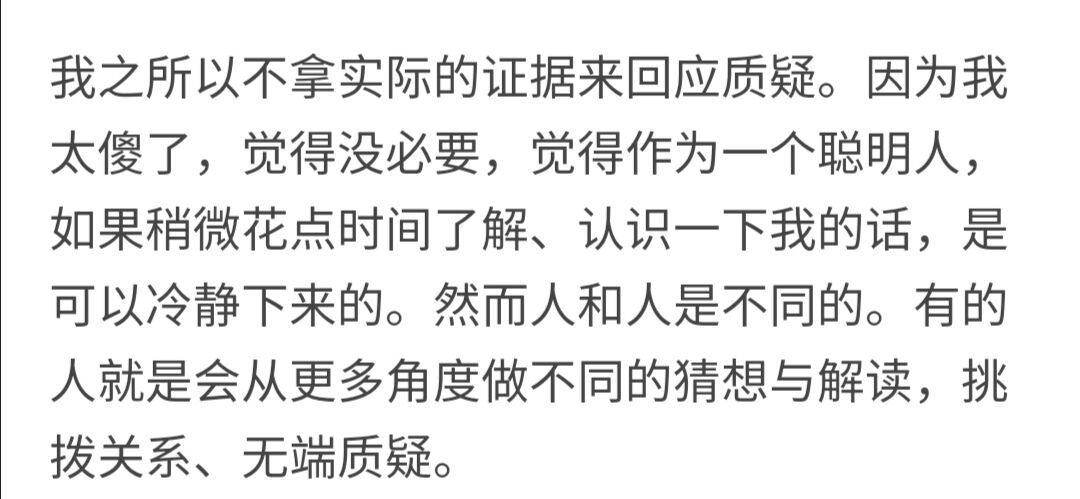 我之所以不拿实际的证据来回应质疑。因为我
太傻了，觉得没必要，觉得作为一个聪明人，
如果稍微花点时间了解、认识一下我的话，是
可以冷静下来的。然而人和人是不同的。有的
人就是会从更多角度做不同的猜想与解读，挑
拨关系、无端质疑。